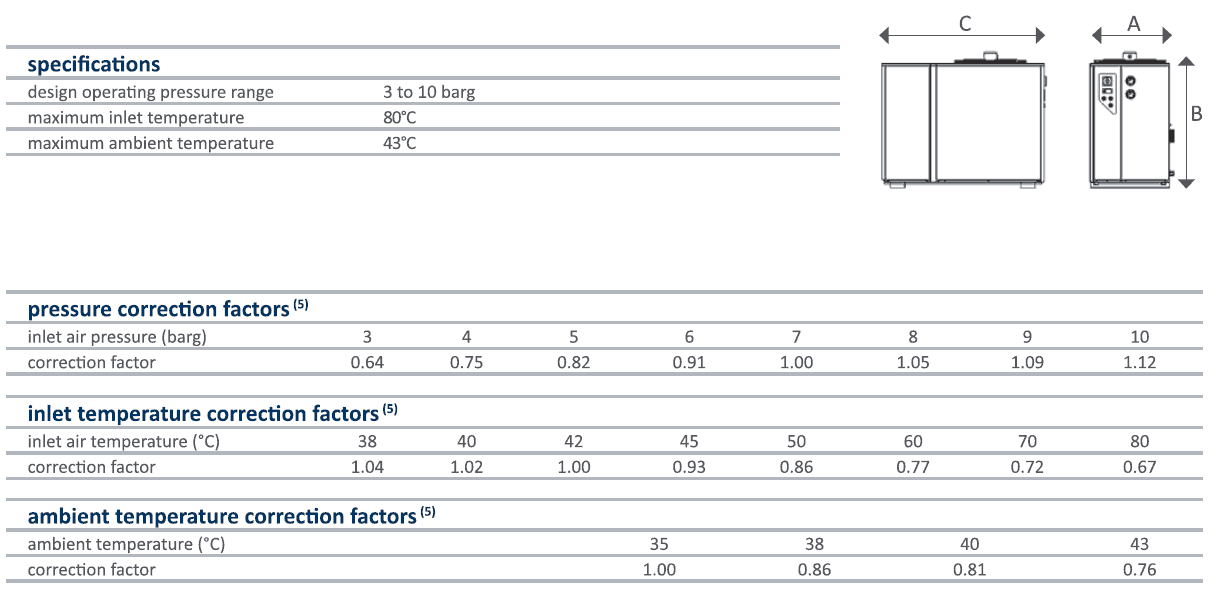 C
A
specifications
design operating pressure range 3 to 10 barg
maximum inlet temperature 80°C
B
maximum ambient temperature 43°C
pressure correction factors (5)
inlet air pressure (barg) 3 4 5 6 7 8 9 10
correction factor 0.64 0.75 0.82 0.91 1.00 1.05 1.09 1.12
inlet temperature correction factors (5)
inlet air temperature (°C) 38 40 42 45 50 60 70 80
correction factor 1.04 1.02 1.00 0.93 0.86 0.77 0.72 0.67
ambient temperature correction factors (5)
ambient temperature (°C) 35 38 40 43
correction factor 1.00 0.86 0.81 0.76